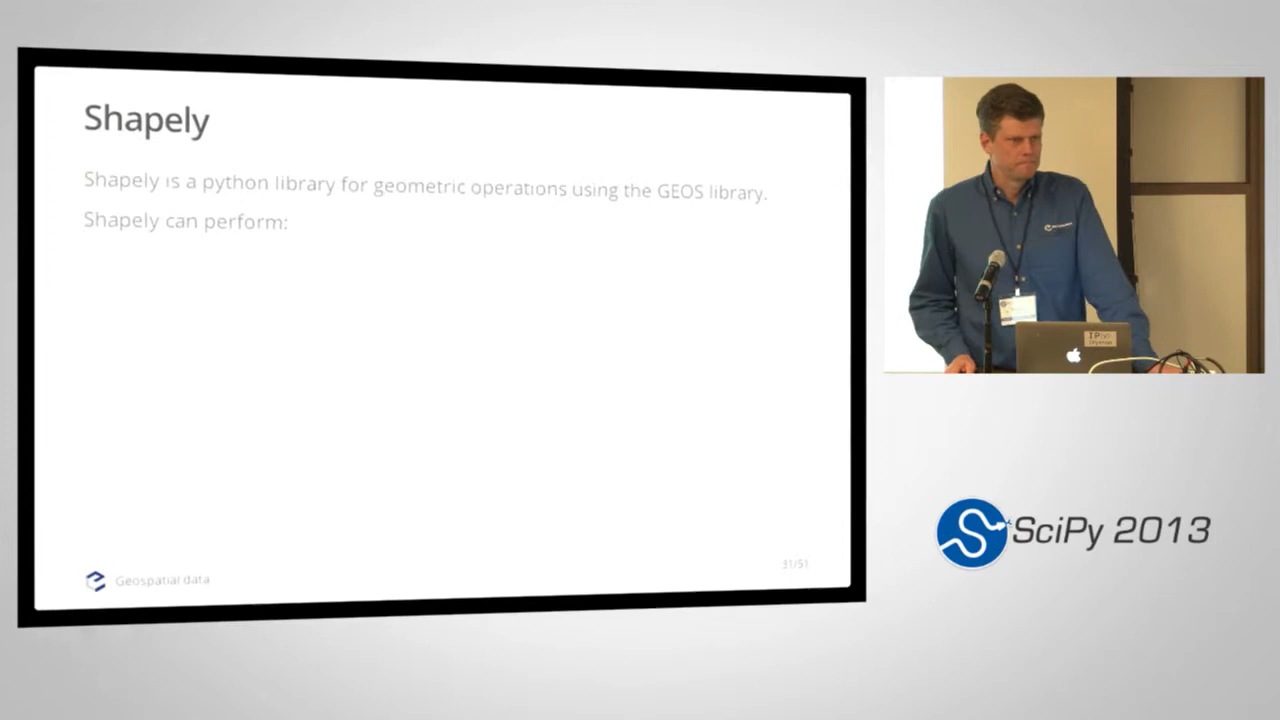 Shapely
Shapely is a python library for geometric operations using the GEOS library.
Shapely can perform:
Geospatial data
31/51
SciPy 2013